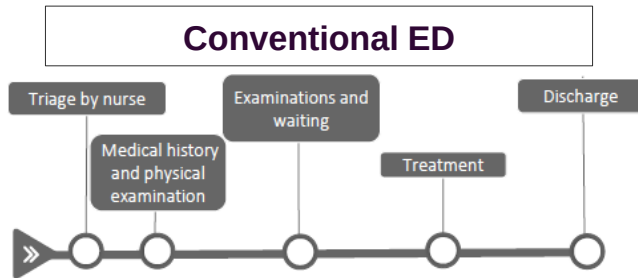 Conventional ED
Triage by nurse
Medical history
and physical
examination
Examinations and
waiting
Treatment
Discharge